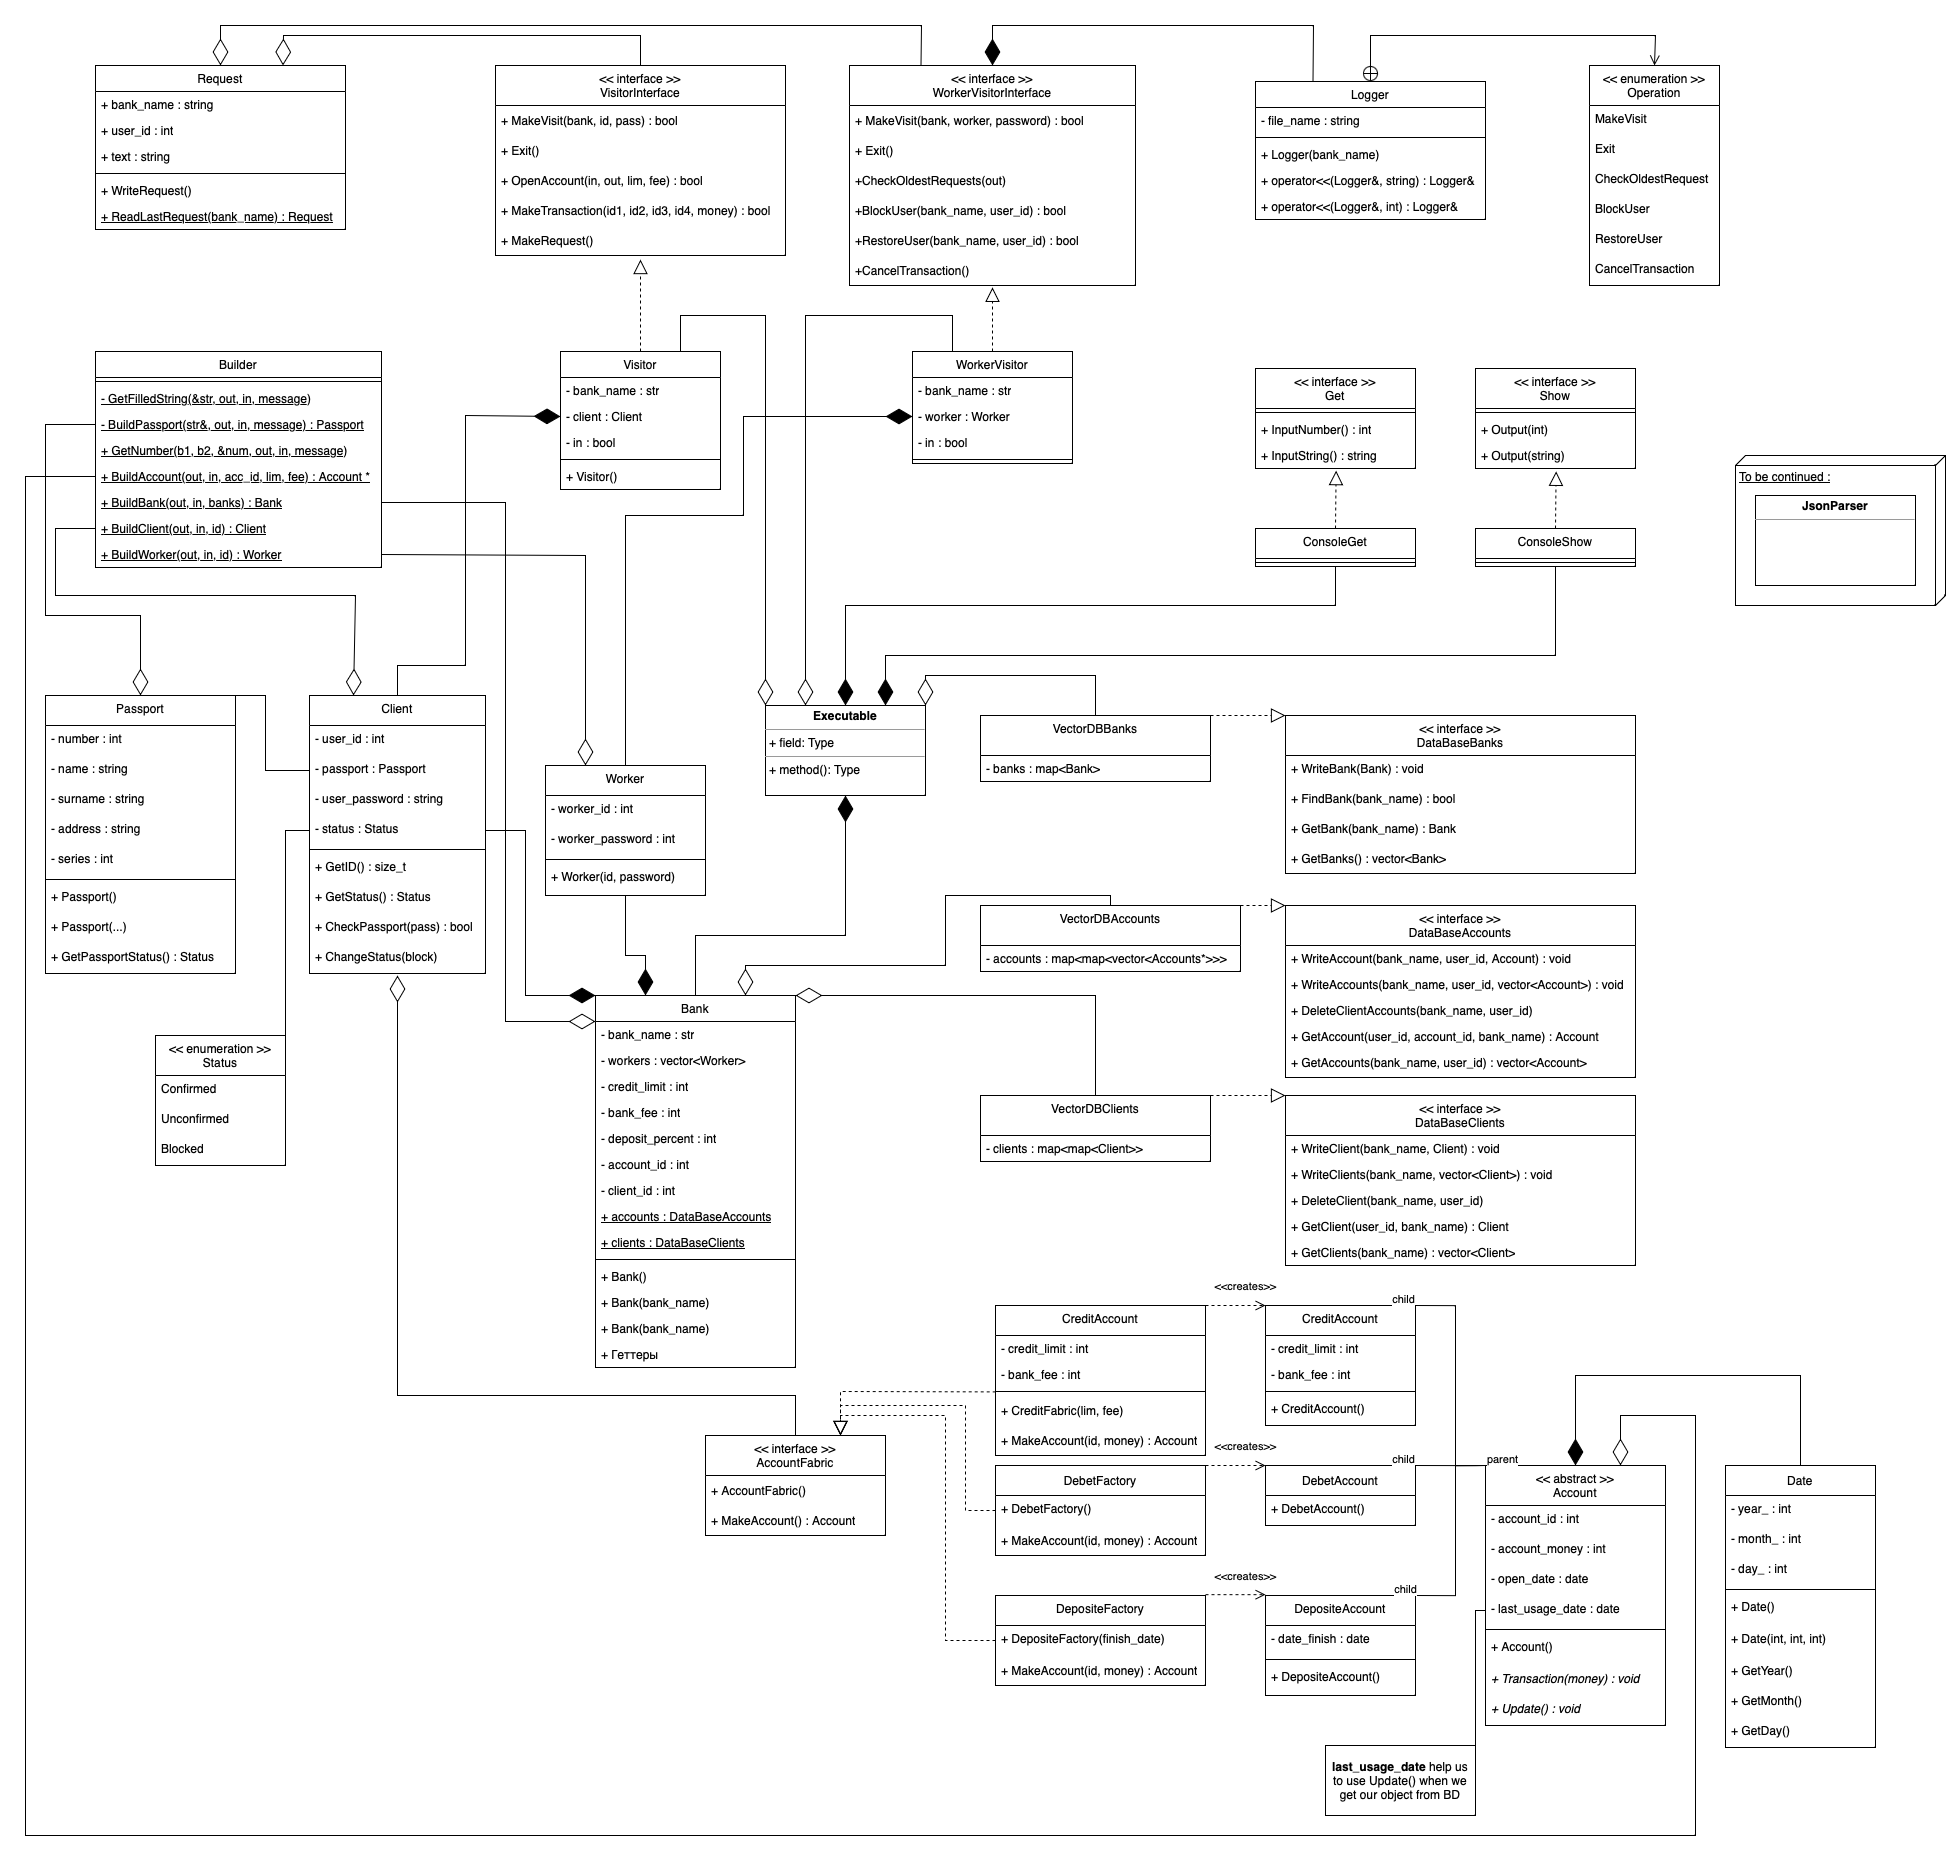 Request
+ bank_name : string
+ user_id : int
+ text : string
+ WriteRequest()
+ ReadLastRequest(bank_name) : Request
<< interface >>
VisitorInterface
+ MakeVisit(bank, id, pass) : bool
+ Exit()
+ OpenAccount(in, out, lim, fee) : bool
+ MakeTransaction(id1, id2, id3, id4, money) : bool
+ MakeRequest()
<< interface >>
WorkerVisitorInterface
+ MakeVisit(bank, worker, password) : bool
+ Exit()
+CheckOldestRequests(out)
+BlockUser(bank_name, user_id) : bool
+RestoreUser(bank_name, user_id) : bool
+CancelTransaction()
Logger
- file_name : string
+ Logger(bank_name)
+ operator<<(Logger&, string) : Logger&
+ operator<<(Logger&, int) : Logger&
<< enumeration >>
Operation
MakeVisit
Exit
CheckOldestRequest
BlockUser
RestoreUser
CancelTransaction
Builder
- GetFilledString(&str, out, in, message)
- BuildPassport(str&, out, in, message) : Passport
+ GetNumber(b1, b2, &num, out, in, message)
+ BuildAccount(out, in, acc_id, lim, fee) : Account *
+ BuildBank(out, in, banks) : Bank
+ BuildClient(out, in, id) : Client
+ BuildWorker(out, in, id) : Worker
Visitor
- bank_name : str
- client : Client
- in : bool
+ Visitor()
WorkerVisitor
- bank_name : str
- worker : Worker
- in : bool
<< interface >>
Get
+ InputNumber() : int
+ InputString() : string
<< interface >>
Show
+ Output(int)
+ Output(string)
To be continued :
JsonParser
ConsoleGet
ConsoleShow
Passport
- number : int
- name : string
- surname : string
- address : string
- series : int
+ Passport()
+ Passport(...)
+ GetPassportStatus() : Status
Client
- user_id : int
- passport : Passport
- user_password : string
- status : Status
+ GetID() : size_t
+ GetStatus() : Status
+ CheckPassport(pass) : bool
+ ChangeStatus(block)
Worker
- worker_id : int
- worker_password : int
+ Worker(id, password)
Executable
+ field: Type
+ method(): Type
VectorDBBanks
- banks : map<Bank>
<< interface >>
DataBaseBanks
+ WriteBank(Bank) : void
+ FindBank(bank_name) : bool
+ GetBank(bank_name) : Bank
+ GetBanks() : vector<Bank>
VectorDBAccounts
- accounts : map<map<vector<Accounts*>>>
<< interface >>
DataBaseAccounts
+ WriteAccount(bank_name, user_id, Account) : void
+ WriteAccounts(bank_name, user_id, vector<Account>) : void
+ DeleteClientAccounts(bank_name, user_id)
+ GetAccount(user_id, account_id, bank_name) : Account
+ GetAccounts(bank_name, user_id) : vector<Account>
<< enumeration >>
Status
Confirmed
Unconfirmed
Blocked
Bank
- bank_name : str
- workers : vector<Worker>
- credit_limit : int
- bank_fee : int
- deposit_percent : int
- account_id : int
- client_id : int
+ accounts : DataBaseAccounts
+ clients : DataBaseClients
+ Bank()
+ Bank(bank_name)
+ Bank(bank_name)
+ Геттеры
VectorDBClients
- clients : map<map<Client>>
<< interface >>
DataBaseClients
+ WriteClient(bank_name, Client) : void
+ WriteClients(bank_name, vector<Client>) : void
+ DeleteClient(bank_name, user_id)
+ GetClient(user_id, bank_name) : Client
+ GetClients(bank_name) : vector<Client>
<< interface >>
AccountFabric
+ AccountFabric()
+ MakeAccount() : Account
CreditAccount
- credit_limit : int
- bank_fee : int
+ CreditFabric(lim, fee)
+ MakeAccount(id, money) : Account
<<creates>>
child
CreditAccount
- credit_limit : int
- bank_fee : int
+ CreditAccount()
DebetFactory
+ DebetFactory()
+ MakeAccount(id, money) : Account
<<creates>>
child
DebetAccount
+ DebetAccount()
DepositeFactory
+ DepositeFactory(finish_date)
+ MakeAccount(id, money) : Account
<<creates>>
child
DepositeAccount
- date_finish : date
+ DepositeAccount()
parent
<< abstract >>
Account
- account_id : int
- account_money : int
- open_date : date
- last_usage_date : date
+ Account()
+ Transaction(money) : void
+ Update() : void
Date
- year_ : int
- month_ : int
- day_ : int
+ Date()
+ Date(int, int, int)
+ GetYear()
+ GetMonth()
+ GetDay()
last_usage_date help us
to use Update() when we
get our object from BD